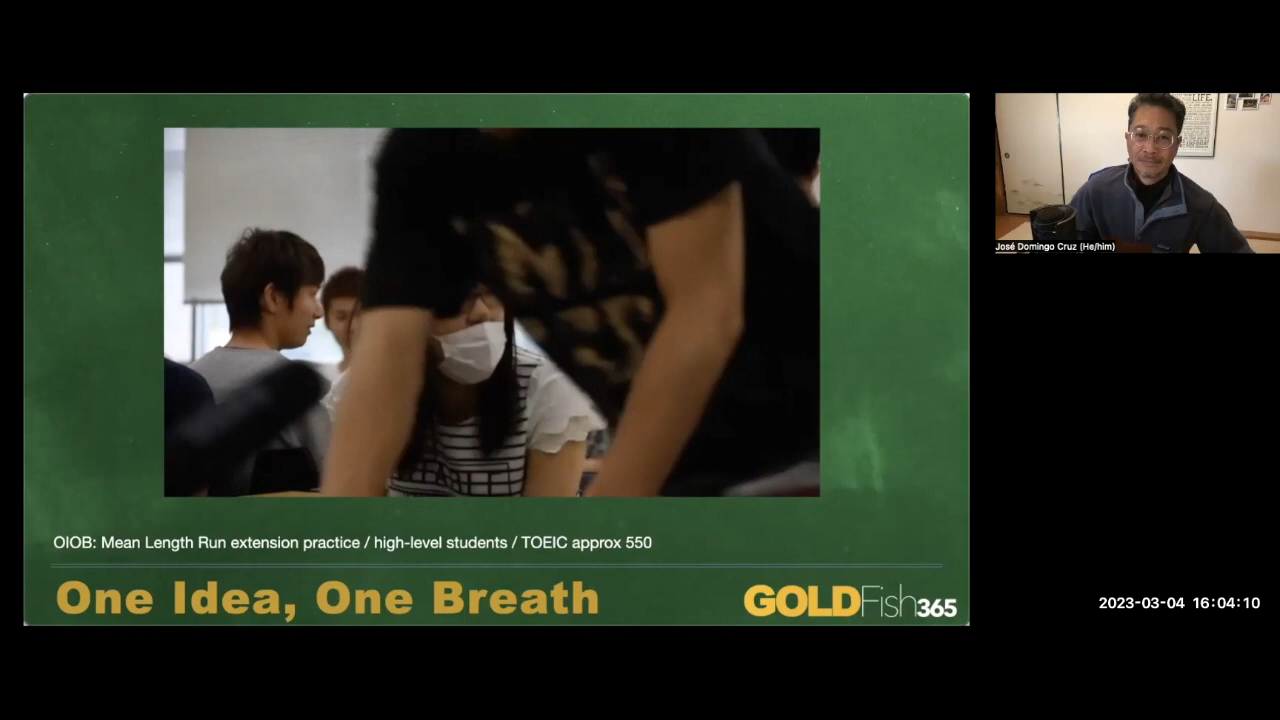 LIFE
José Domingo Cruz (He/him)
OIOB: Mean Length Run extension practice / high-level students / TOEIC approx 550
One Idea, One Breath
GOLDFish365
2023-03-04 16:04:10